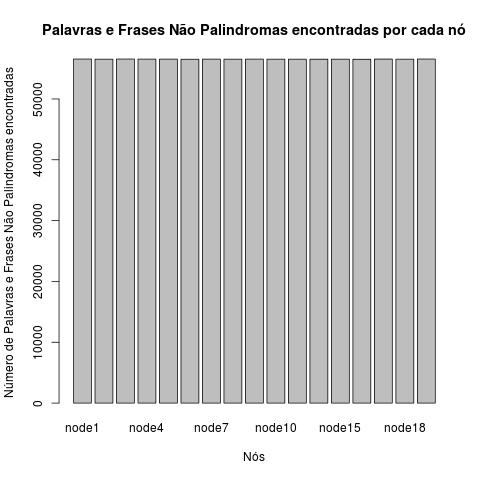 Palavras e Frases Não Palindromas encontradas por cada nó
Número de Palavras e Frases Não Palindromas encontradas
50000
40000
30000
20000
10000
0
node1 node4 node7 node10 node15 node18
Nós